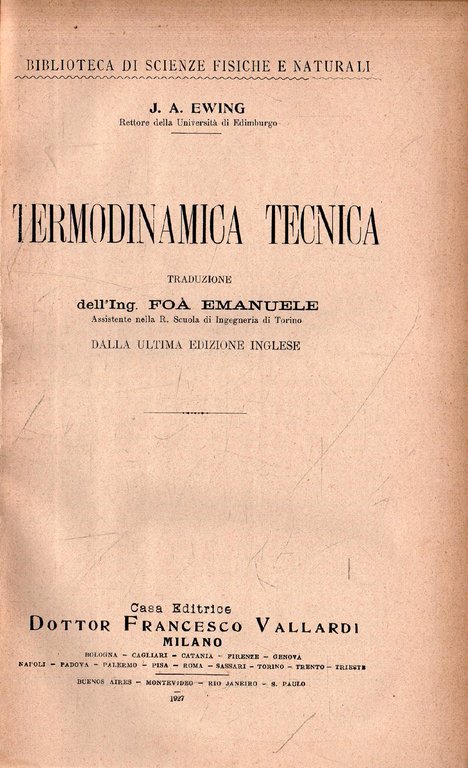 BIBLIOTECA DI SCIENZE FISICHE E NATURALI
J. A. EWING
Rettore della Università di Edimburgo
TERMODINAMICA TECNICA
TRADUZIONE
dell'Ing. FOÀ EMANUELE
Assistente nella R. Scuola di Ingegneria di Torino
DALLA ULTIMA EDIZIONE INGLESE
Casa Editrice
DOTTOR FRANCESCO VALLARDI
MILANO
BOLOGNA – CAGLIARI – CATANIA – FIRENZE – GENOVA
NAPOLI – PADOVA – PALERMO – PISA – ROMA – SASSARI – TORINO – TRENTO – TRIESTE
BUENOS AIRES – MONTEVIDEO – RIO JANEIRO – S. PAULO
1927